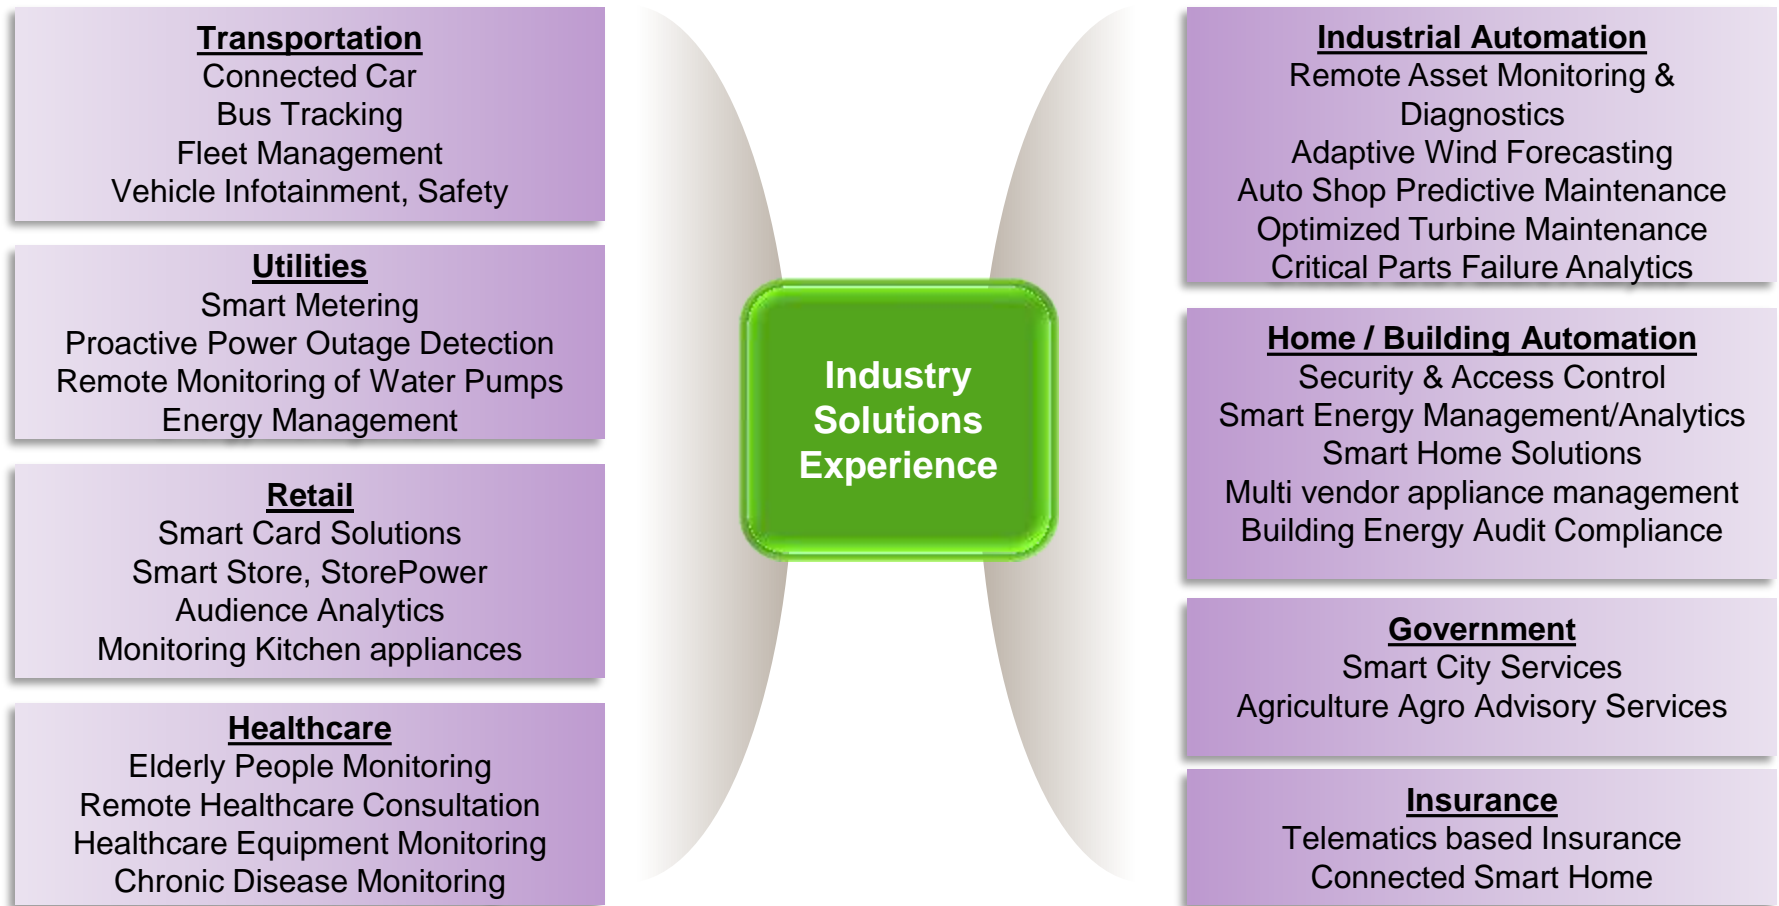 Transportation
Connected Car
Bus Tracking
Fleet Management
Vehicle Infotainment, Safety
Utilities
Smart Metering
Proactive Power Outage Detection
Remote Monitoring of Water Pumps
Energy Management
Retail
Smart Card Solutions
Smart Store, StorePower
Audience Analytics
Monitoring Kitchen appliances
Healthcare
Elderly People Monitoring
Remote Healthcare Consultation
Healthcare Equipment Monitoring
Chronic Disease Monitoring
Industry
Solutions
Experience
Industrial Automation
Remote Asset Monitoring &
Diagnostics
Adaptive Wind Forecasting
Auto Shop Predictive Maintenance
Optimized Turbine Maintenance
Critical Parts Failure Analytics
Home / Building Automation
Security & Access Control
Smart Energy Management/Analytics
Smart Home Solutions
Multi vendor appliance management
Building Energy Audit Compliance
Government
Smart City Services
Agriculture Agro Advisory Services
Insurance
Telematics based Insurance
Connected Smart Home